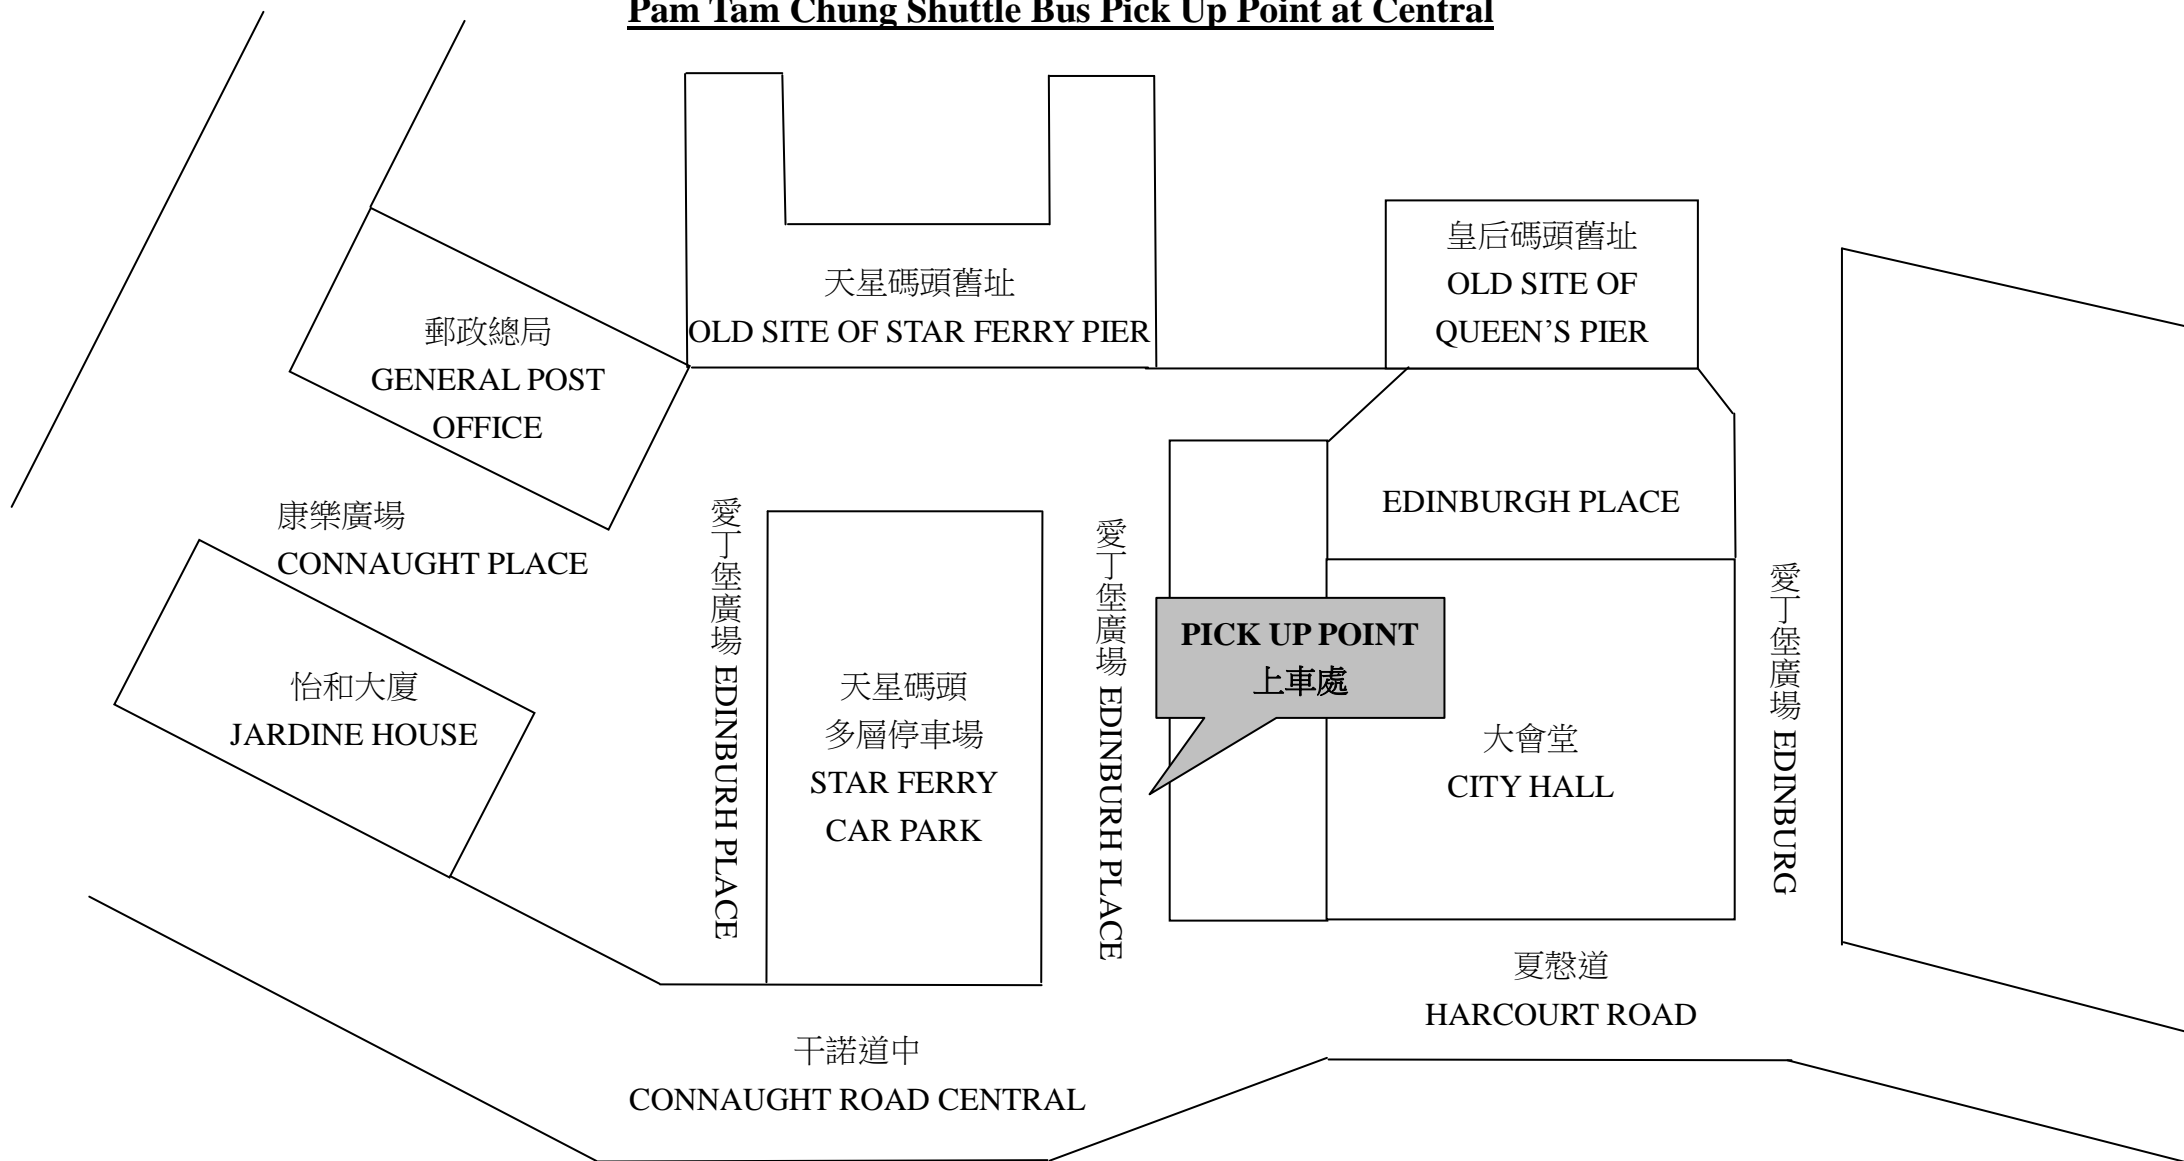 Pam Tam Chung Shuttle Bus Pick Up Point at Central
皇后碼頭舊址
OLD SITE OF
QUEEN’S PIER
天星碼頭舊址
OLD SITE OF STAR FERRY PIER
郵政總局
GENERAL POST
OFFICE
康樂廣場
CONNAUGHT PLACE
EDINBURGH PLACE
愛丁堡廣場 EDINBURH PLACE
愛丁堡廣場 EDINBURH PLACE
愛丁堡廣場 EDINBURG
PICK UP POINT
上車處
怡和大廈
JARDINE HOUSE
天星碼頭
多層停車場
STAR FERRY
CAR PARK
大會堂
CITY HALL
夏慤道
HARCOURT ROAD
干諾道中
CONNAUGHT ROAD CENTRAL